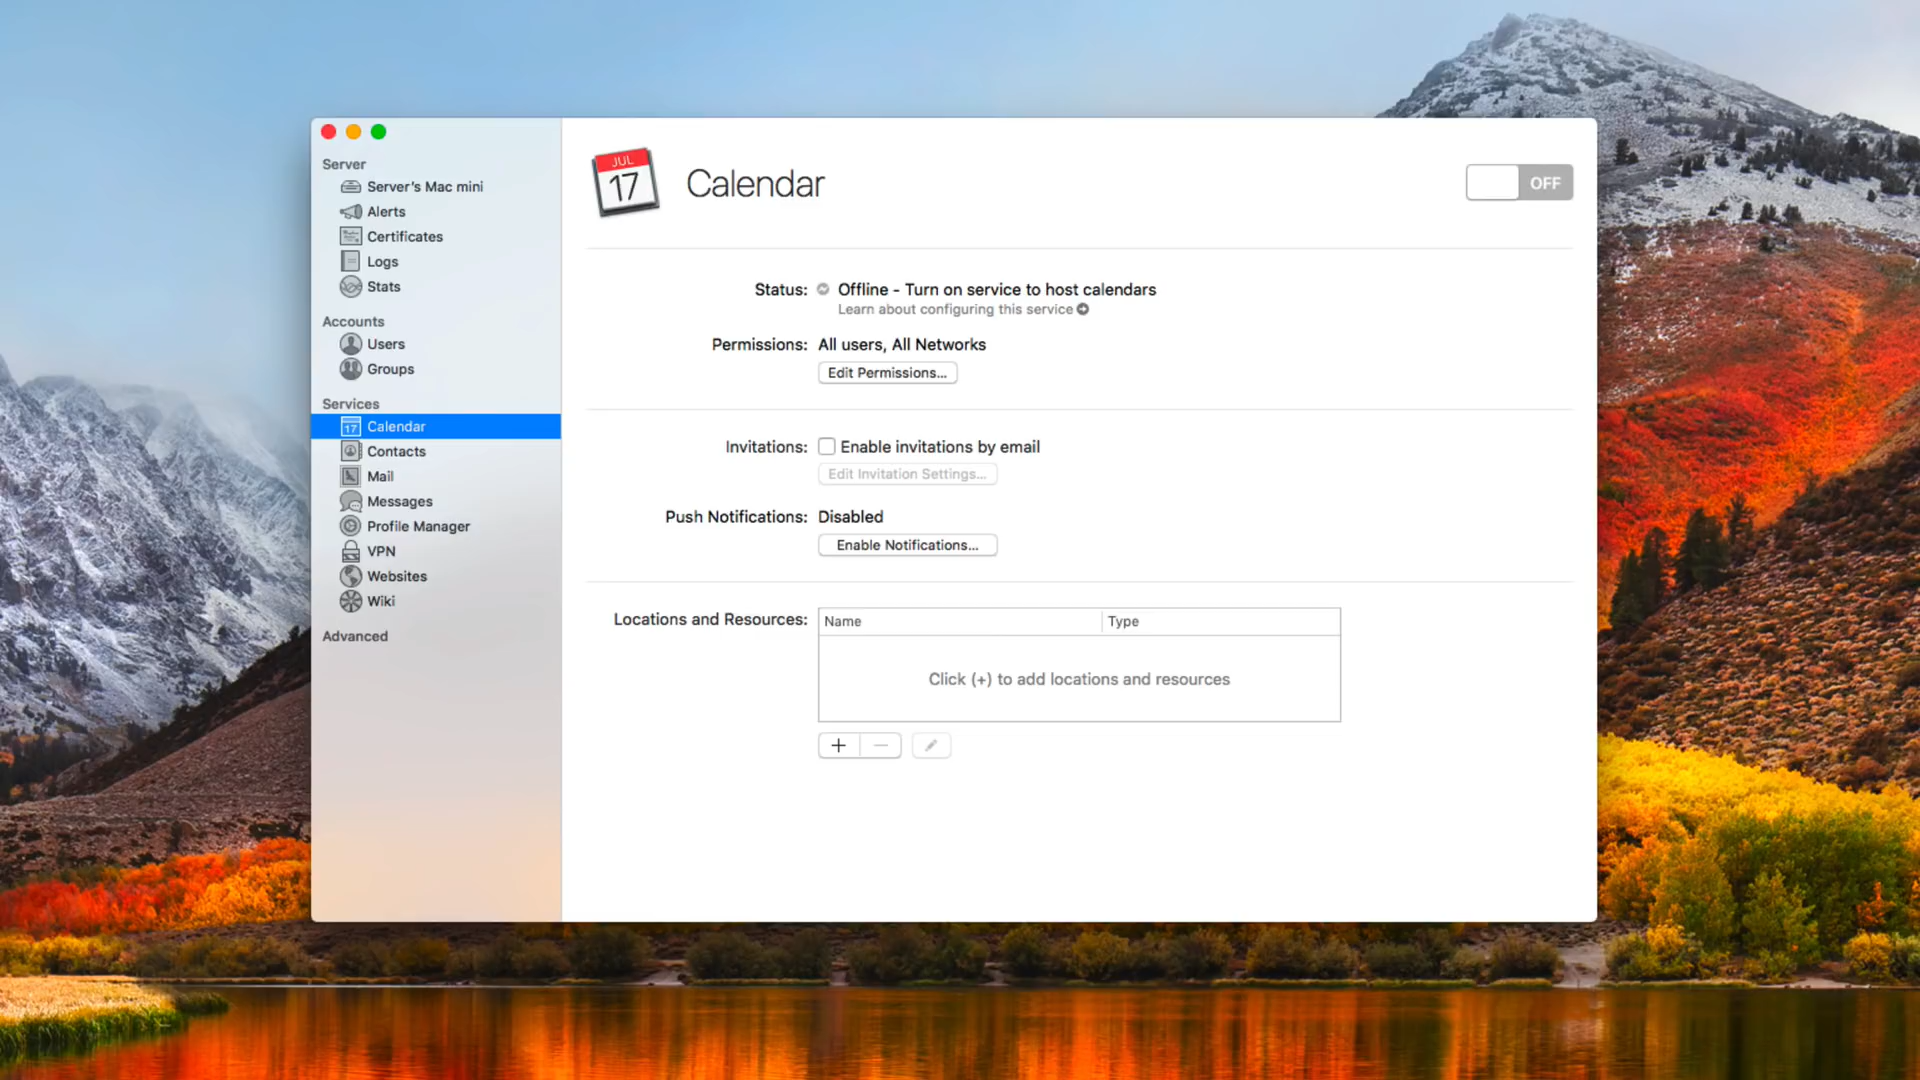 Server
Server's Mac mini
Alerts
Certificates
Logs
Stats
Accounts
Users
Groups
Services
17 Calendar
Contacts
Mail
Messages
Profile Manager
VPN
Websites
Wiki
Advanced
JUL
17
Calendar
OFF
Status: Offline - Turn on service to host calendars
Learn about configuring this service
Permissions: All users, All Networks
Edit Permissions...
Invitations: Enable invitations by email
Edit Invitation Settings...
Push Notifications: Disabled
Enable Notifications...
Locations and Resources: Name Type
Click (+) to add locations and resources